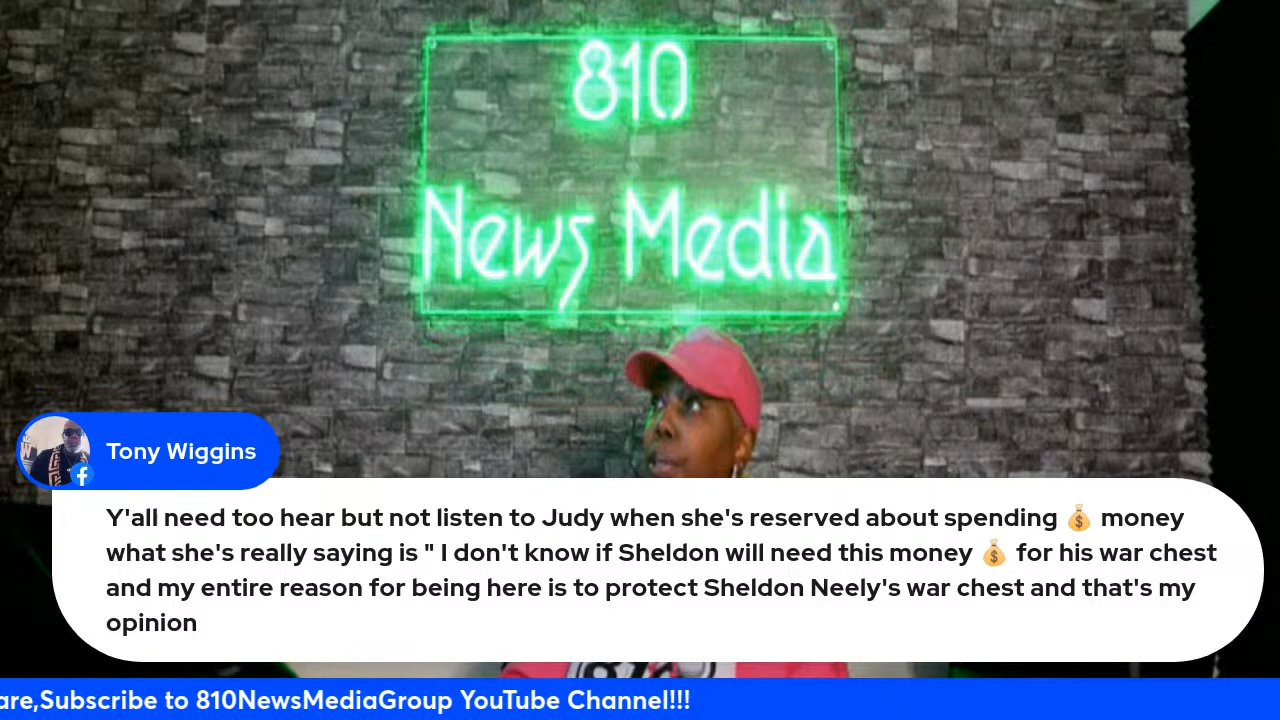 810
News Media
Tony Wiggins
Y'all need too hear but not listen to Judy when she's reserved about spending 💰 money
what she's really saying is " I don't know if Sheldon will need this money 💰 for his war chest
and my entire reason for being here is to protect Sheldon Neely's war chest and that's my
opinion
are,Subscribe to 810NewsMediaGroup YouTube Channel!!!